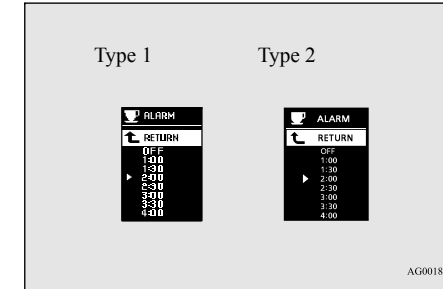 Type 1
Type 2
ALARM
RETURN
OFF
1:00
1:30
2:00
2:30
3:00
3:30
4:00
ALARM
RETURN
OFF
1:00
1:30
2:00
2:30
3:00
3:30
4:00
AG0018